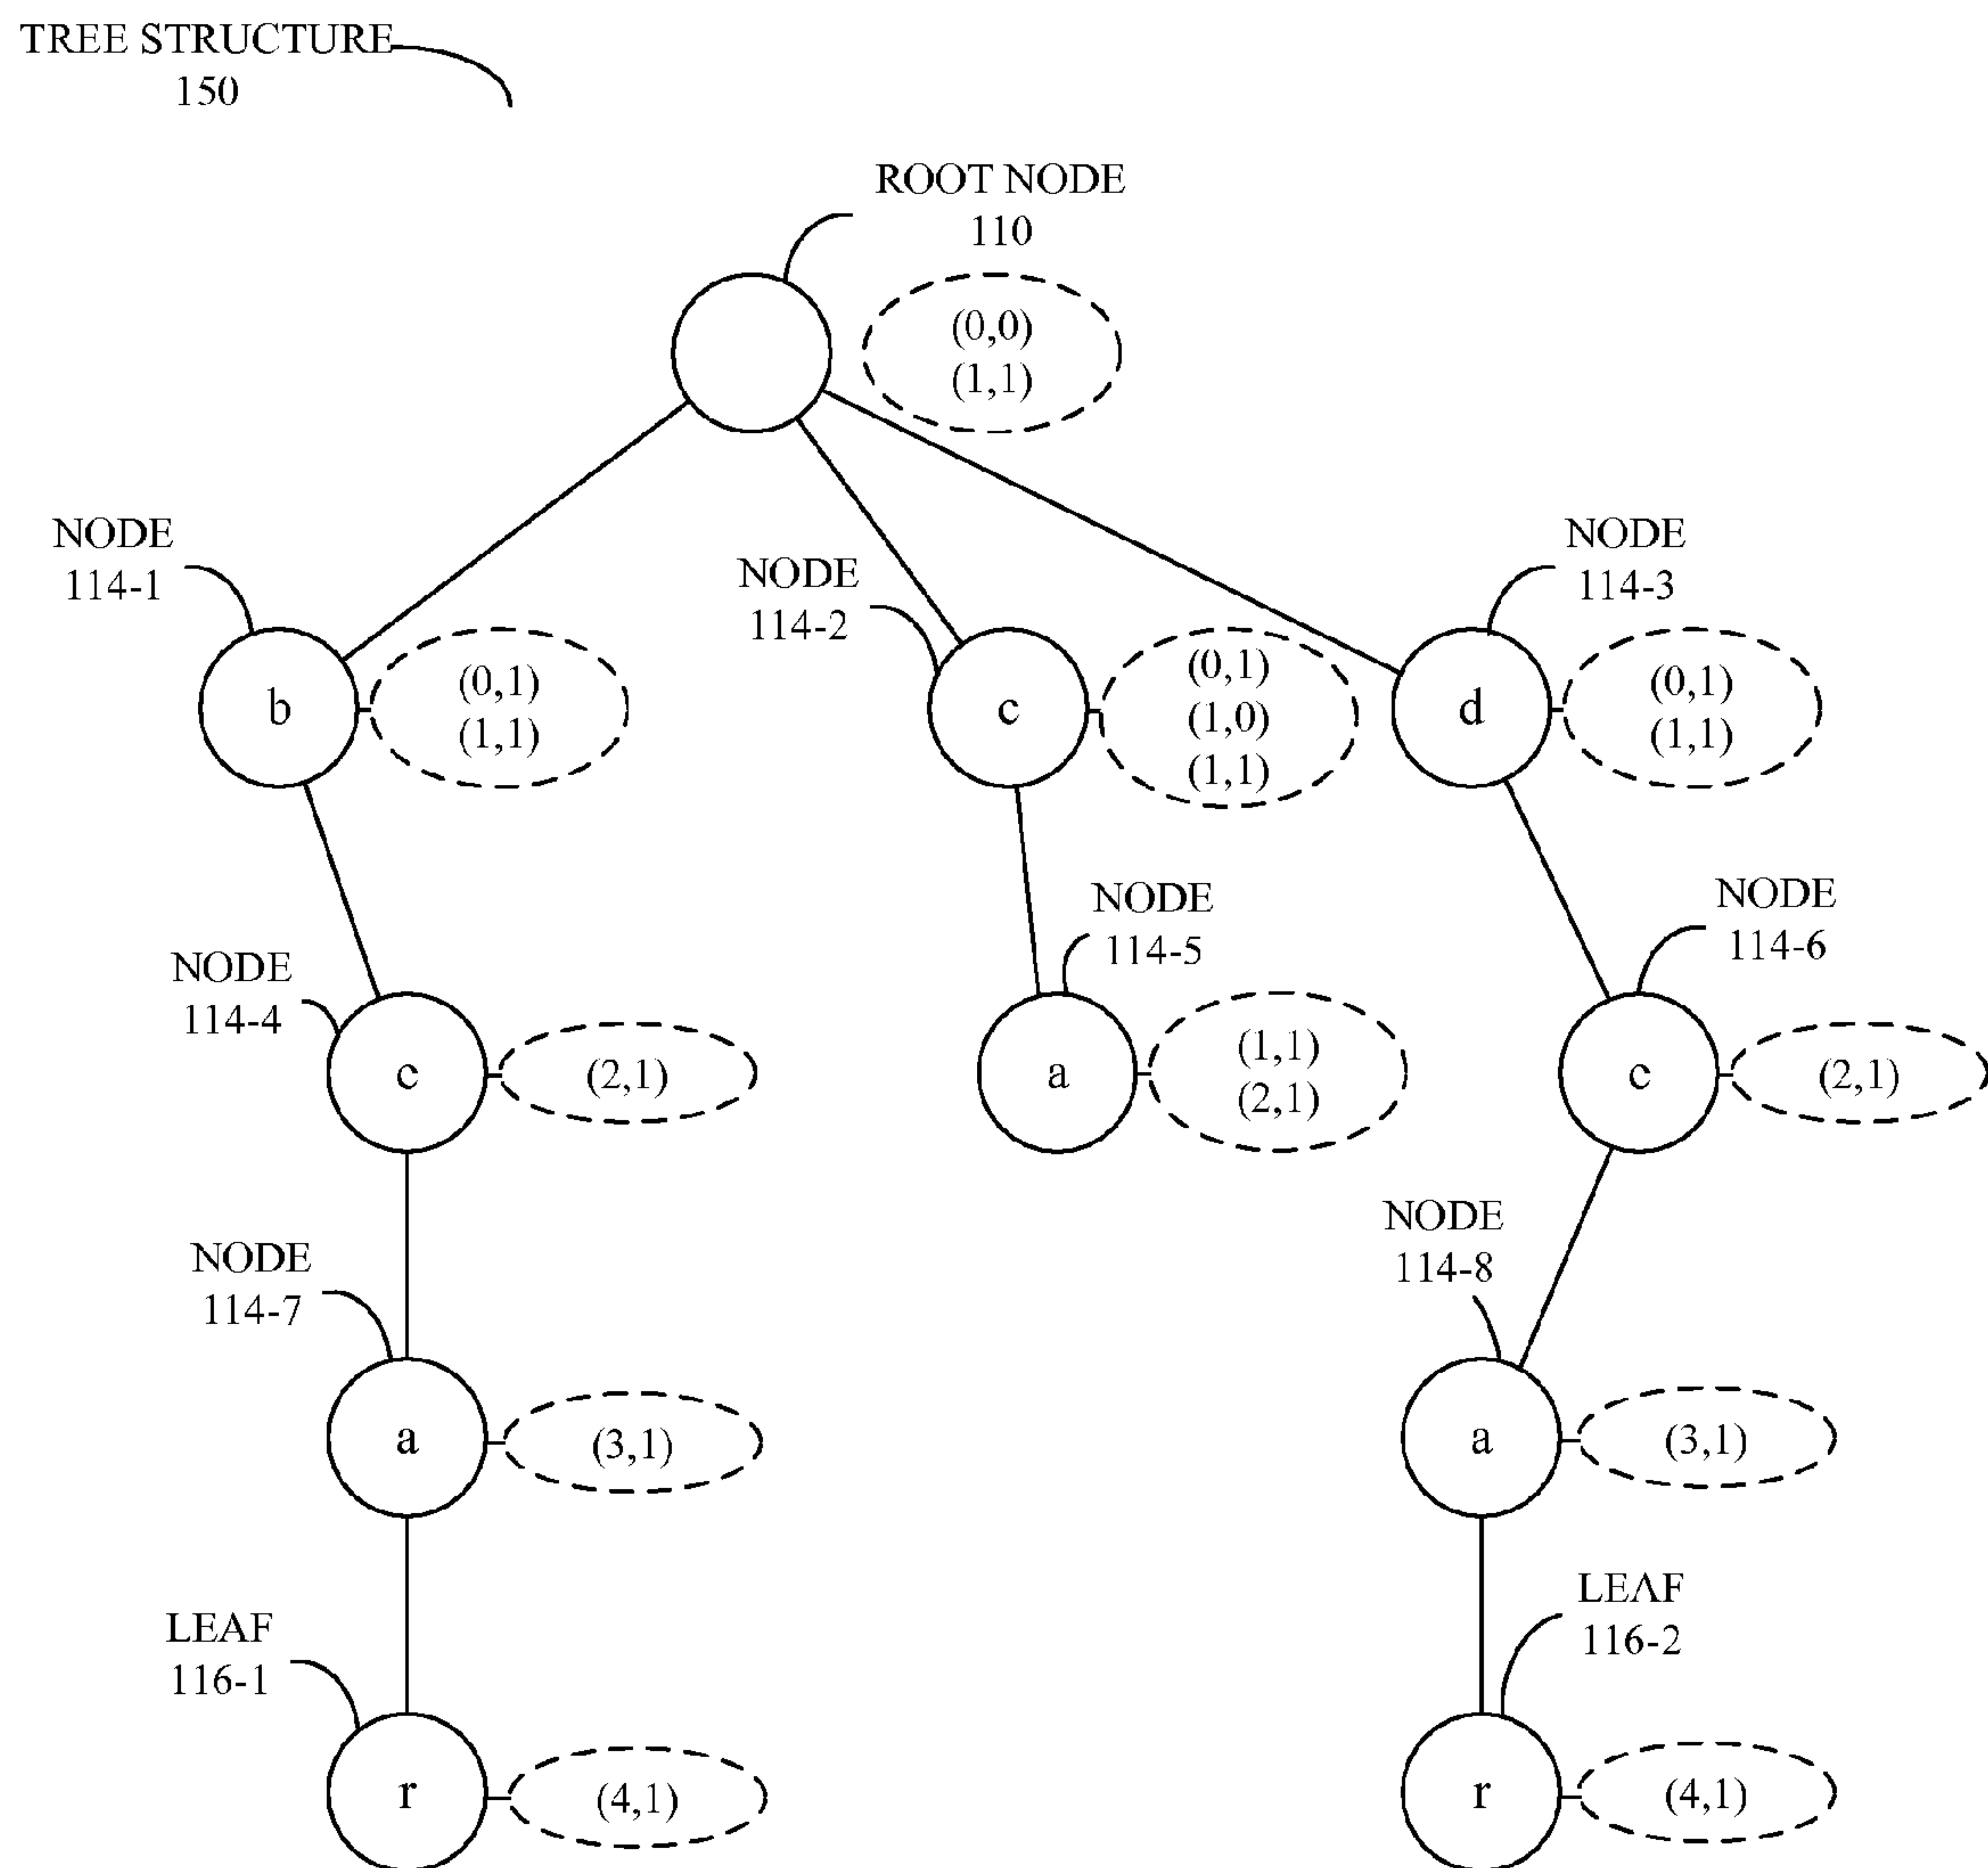 TREE STRUCTURE
150
ROOT NODE
110
(0,0)
(1,1)
NODE
114-1
b
(0,1)
(1,1)
NODE
114-2
c
(0,1)
(1,0)
(1,1)
NODE
114-3
d
(0,1)
(1,1)
NODE
114-4
c
(2,1)
NODE
114-5
a
(1,1)
(2,1)
NODE
114-6
c
(2,1)
NODE
114-7
a
(3,1)
NODE
114-8
a
(3,1)
LEAF
116-1
r
(4,1)
LEAF
116-2
r
(4,1)